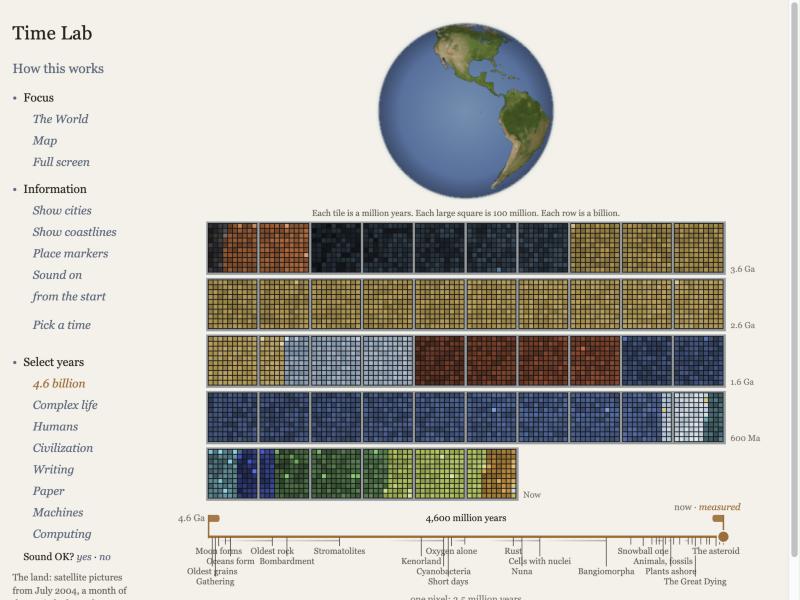 Time Lab
How this works
Focus
The World
Map
Full screen
Information
Show cities
Show coastlines
Place markers
Sound on
from the start
Pick a time
Select years
4.6 billion
Complex life
Humans
Civilization
Writing
Paper
Machines
Computing
Sound OK? yes · no
The land: satellite pictures
from July 2004, a month of
Each tile is a million years. Each large square is 100 million. Each row is a billion.
3.6 Ga
2.6 Ga
1.6 Ga
600 Ma
Now
now · measured
4.6 Ga
4,600 million years
Moon forms
Oldest rock
Stromatolites
Oxygen alone
Rust
Snowball one
The asteroid
Oceans form
Bombardment
Kenorland
Cells with nuclei
Animals, fossils
Oldest grains
Cyanobacteria
Nuna
Bangiomorpha
Plants ashore
Gathering
Short days
The Great Dying